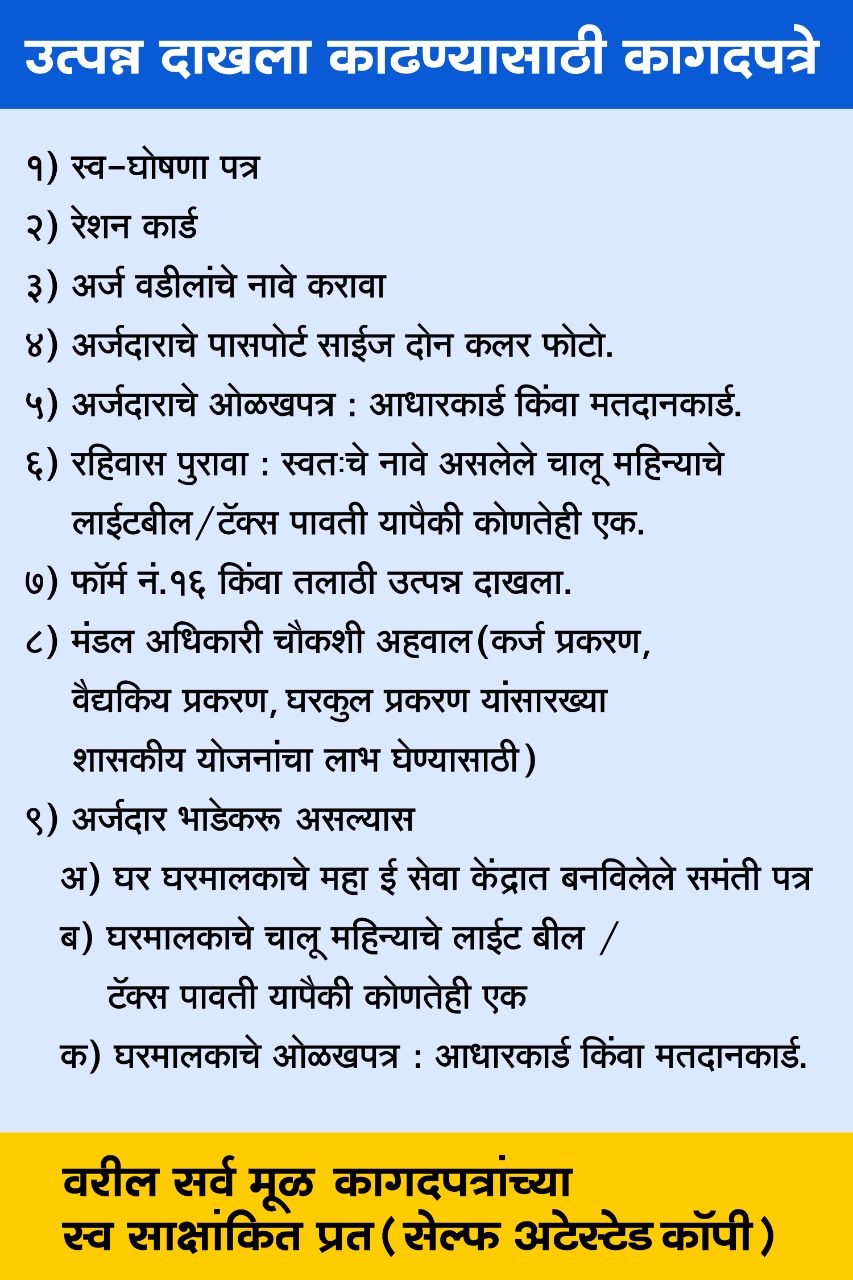 उत्पन्न दाखला काढण्यासाठी कागदपत्रे
१) स्व-घोषणा पत्र
२) रेशन कार्ड
३) अर्ज वडीलांचे नावे करावा
४) अर्जदाराचे पासपोर्ट साईज दोन कलर फोटो.
५) अर्जदाराचे ओळखपत्र : आधारकार्ड किंवा मतदानकार्ड.
६) रहिवास पुरावा : स्वतःचे नावे असलेले चालू महिन्याचे
लाईटबील/टॅक्स पावती यापैकी कोणतेही एक.
७) फॉर्म नं.१६ किंवा तलाठी उत्पन्न दाखला.
८) मंडल अधिकारी चौकशी अहवाल(कर्ज प्रकरण,
वैद्यकिय प्रकरण, घरकुल प्रकरण यांसारख्या
शासकीय योजनांचा लाभ घेण्यासाठी)
९) अर्जदार भाडेकरू असल्यास
अ) घर घरमालकाचे महा ई सेवा केंद्रात बनविलेले समंती पत्र
ब) घरमालकाचे चालू महिन्याचे लाईट बील /
टॅक्स पावती यापैकी कोणतेही एक
क) घरमालकाचे ओळखपत्र : आधारकार्ड किंवा मतदानकार्ड.
वरील सर्व मूळ कागदपत्रांच्या
स्व साक्षांकित प्रत(सेल्फ अटेस्टेड कॉपी)